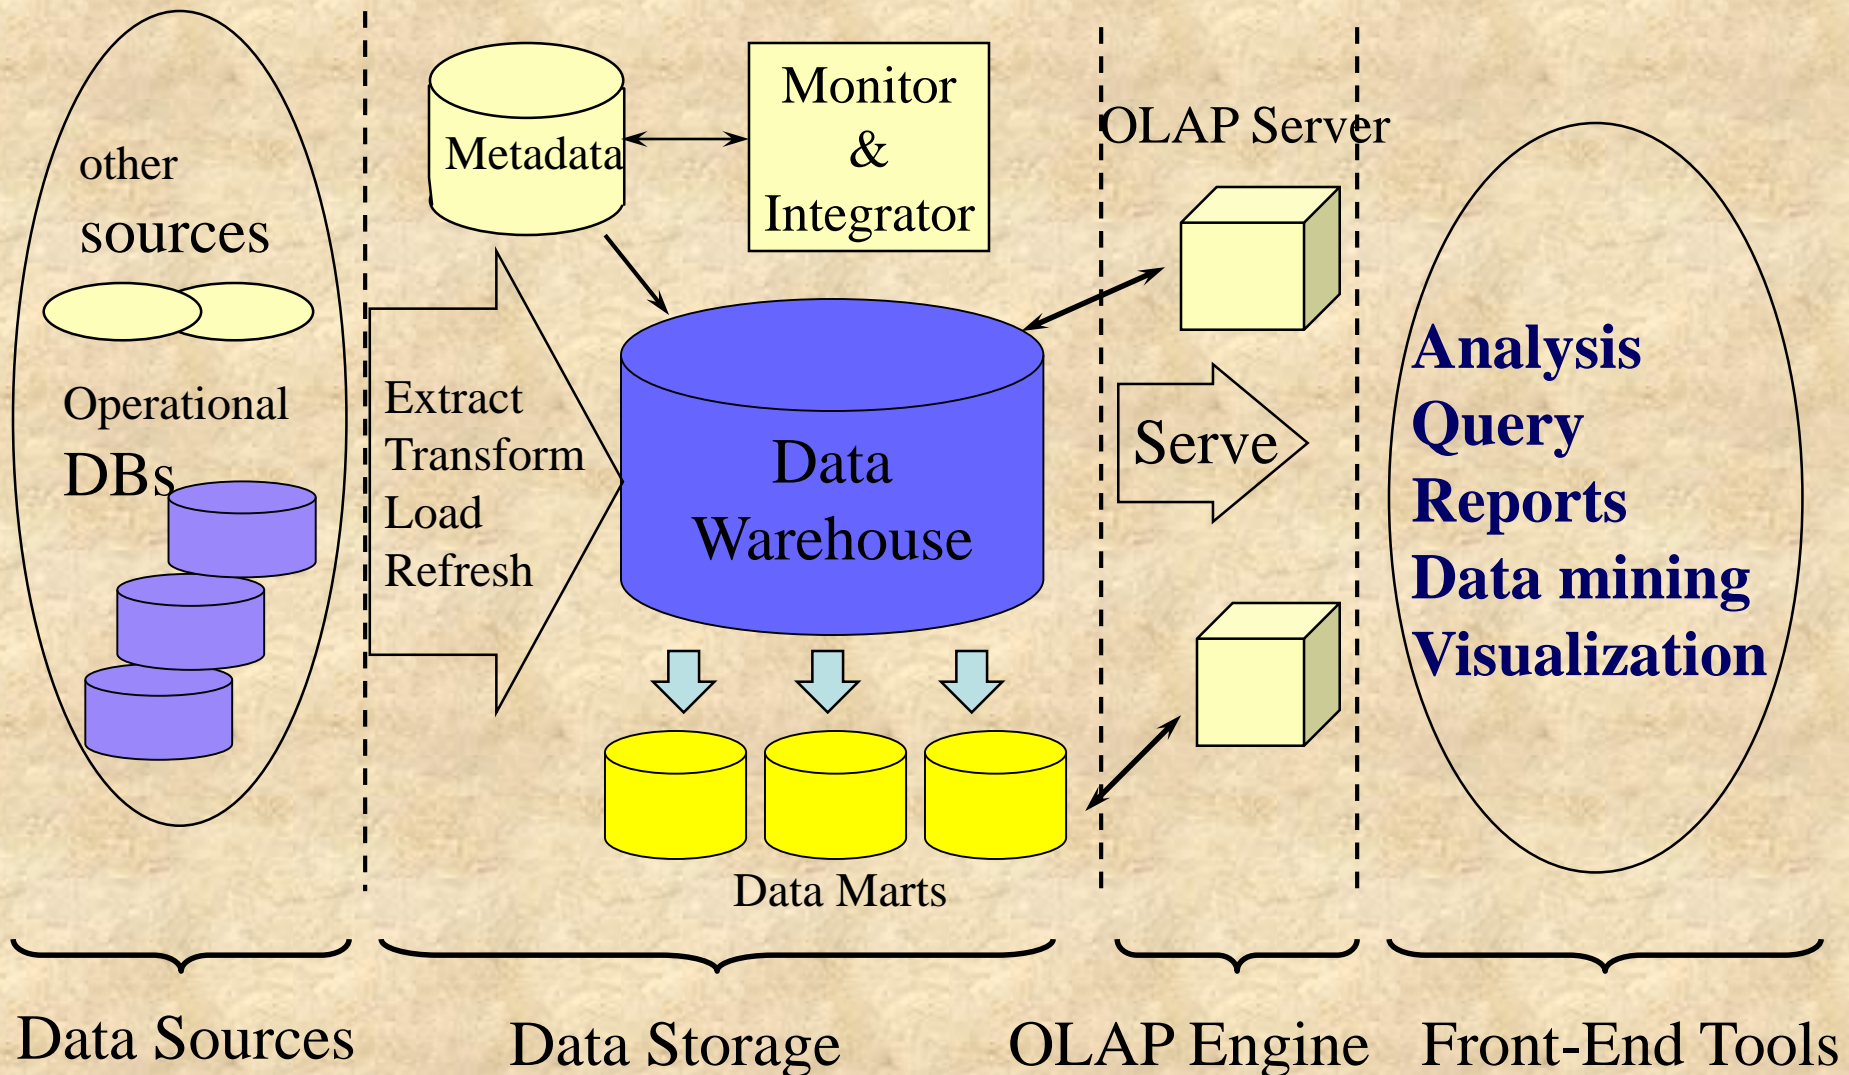 other
sources
Operational
DBs
Metadata
Monitor
&
Integrator
Extract
Transform
Load
Refresh
Data
Warehouse
Data Marts
OLAP Server
Serve
Analysis
Query
Reports
Data mining
Visualization
Data Sources
Data Storage
OLAP Engine
Front-End Tools